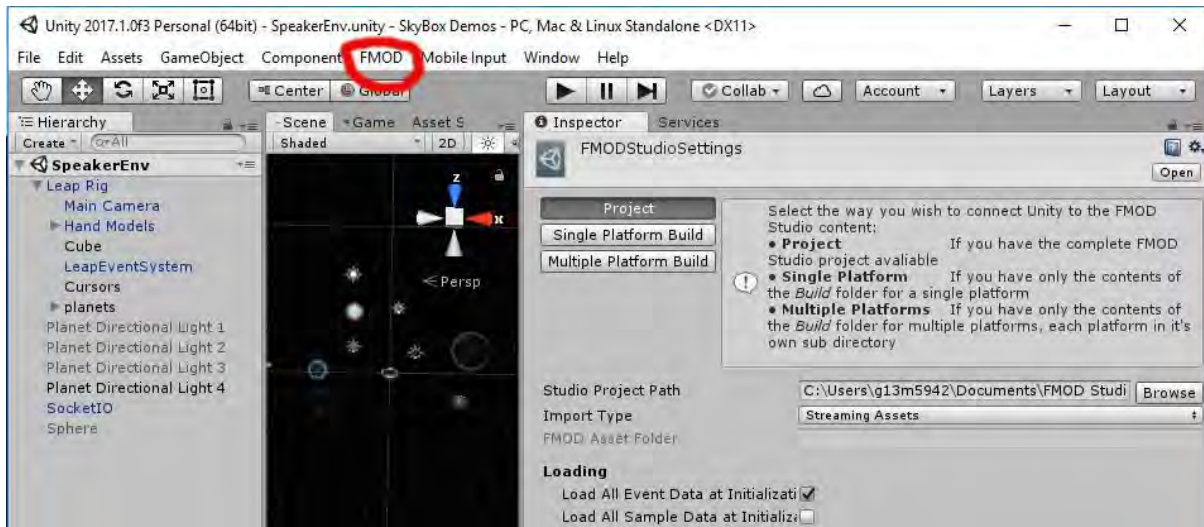 Unity 2017.1.0f3 Personal (64bit) - SpeakerEnv.unity - SkyBox Demos - PC, Mac & Linux Standalone <DX11>
File Edit Assets GameObject Component FMOD Mobile Input Window Help
Center Global Collab Account Layers Layout
Hierarchy
Create All
SpeakerEnv
Leap Rig
Main Camera
Hand Models
Cube
LeapEventSystem
Cursors
planets
Planet Directional Light 1
Planet Directional Light 2
Planet Directional Light 3
Planet Directional Light 4
SocketIO
Sphere
Scene Game Asset S
Shaded 2D
z
x
Persp
Inspector Services
FMODStudioSettings
Open
Project
Single Platform Build
Multiple Platform Build
Select the way you wish to connect Unity to the FMOD
Studio content:
• Project If you have the complete FMOD
Studio project avaliable
• Single Platform If you have only the contents of
the Build folder for a single platform
• Multiple Platforms If you have only the contents of
the Build folder for multiple platforms, each platform in it's
own sub directory
Studio Project Path C:\Users\g13m5942\Documents\FMOD Studi Browse
Import Type Streaming Assets
FMOD Asset Folder
Loading
Load All Event Data at Initializati
Load All Sample Data at Initializa